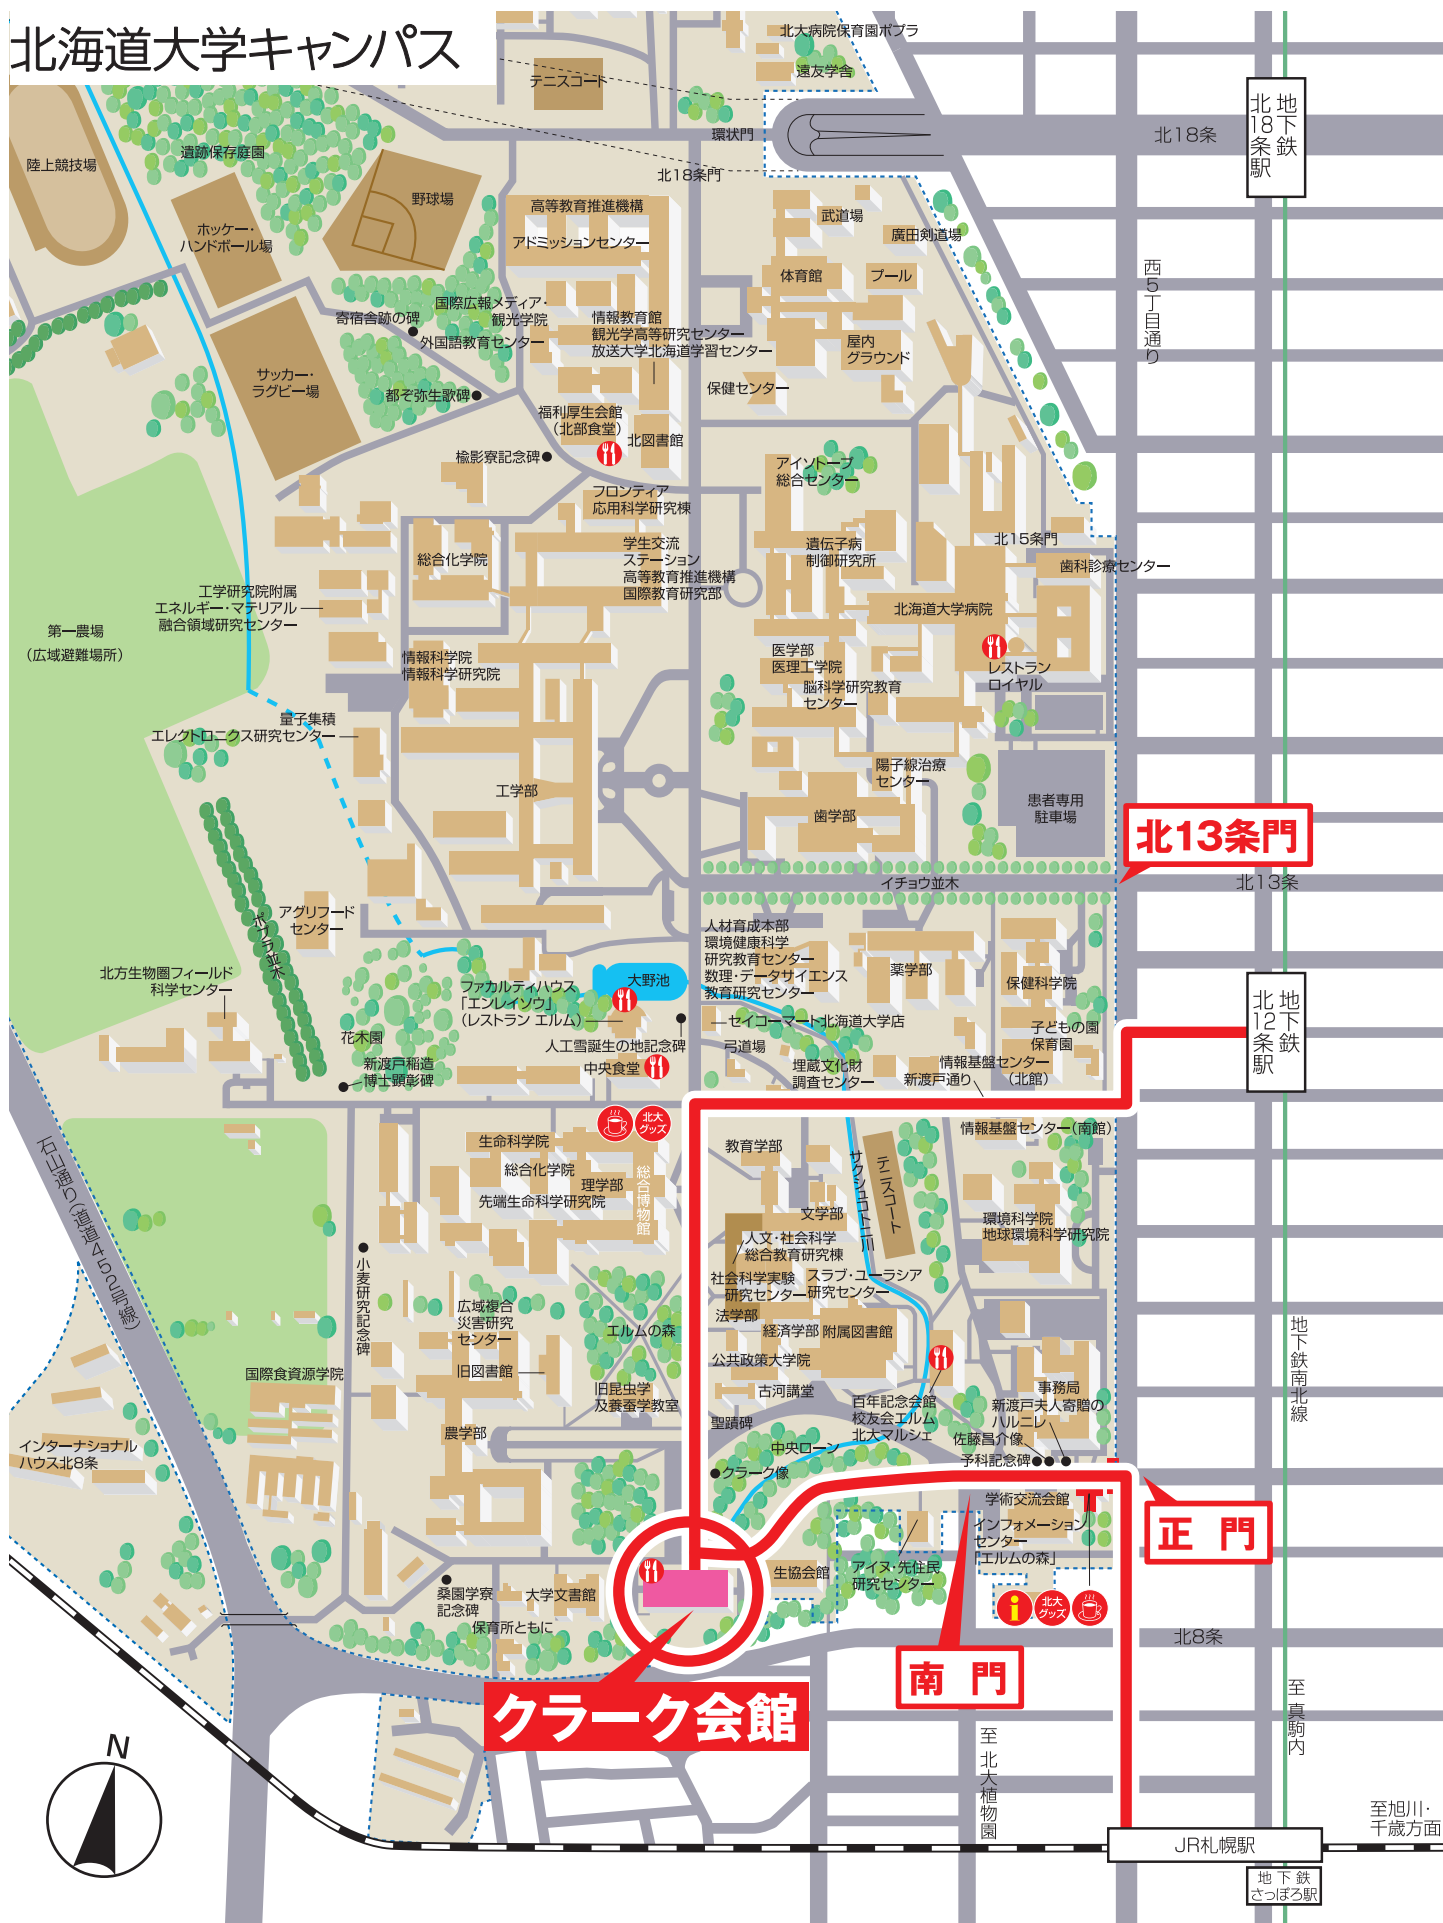 北海道大学キャンパス
北大病院保育園ポプラ
遠友学舎
テニスコート
環状門
北18条門
北18条
地下鉄
北18条駅
陸上競技場
遺跡保存庭園
ホッケー・
ハンドボール場
野球場
高等教育推進機構
アドミッションセンター
武道場
廣田剣道場
体育館
プール
西5丁目通り
国際広報メディア・
観光学院
寄宿舎跡の碑
外国語教育センター
情報教育館
観光学高等研究センター
放送大学北海道学習センター
屋内
グラウンド
サッカー・
ラグビー場
都ぞ弥生歌碑
保健センター
福利厚生会館
(北部食堂)
北図書館
楡影寮記念碑
アイソトープ
総合センター
フロンティア
応用科学研究棟
総合化学院
学生交流
ステーション
高等教育推進機構
国際教育研究部
遺伝子病
制御研究所
北15条門
歯科診療センター
工学研究院附属
エネルギー・マテリアル
融合領域研究センター
北海道大学病院
第一農場
(広域避難場所)
情報科学院
情報科学研究院
医学部
医理工学院
脳科学研究教育
センター
レストラン
ロイヤル
量子集積
エレクトロニクス研究センター
陽子線治療
センター
工学部
歯学部
患者専用
駐車場
北13条門
イチョウ並木
北13条
アグリフード
センター
ポプラ並木
人材育成本部
環境健康科学
研究教育センター
数理・データサイエンス
教育研究センター
薬学部
保健科学院
北方生物圏フィールド
科学センター
ファカルティハウス
「エンレイソウ」
(レストラン エルム)
大野池
セイコーマート北海道大学店
子どもの園
保育園
地下鉄
北12条駅
花木園
人工雪誕生の地記念碑
弓道場
新渡戸稲造
博士顕彰碑
中央食堂
埋蔵文化財
調査センター
情報基盤センター
(北館)
新渡戸通り
北大
グッズ
情報基盤センター(南館)
石山通り(道道452号線)
生命科学院
総合化学院
理学部
先端生命科学研究院
総合博物館
教育学部
サクシュコトニ川
テニスコート
文学部
環境科学院
地球環境科学研究院
人文・社会科学
総合教育研究棟
小麦研究記念碑
社会科学実験
研究センター
スラブ・ユーラシア
研究センター
広域複合
災害研究
センター
エルムの森
法学部
経済学部
附属図書館
公共政策大学院
地下鉄南北線
国際食資源学院
旧図書館
旧昆虫学
及養蚕学教室
古河講堂
事務局
百年記念会館
校友会エルム
北大マルシェ
新渡戸夫人寄贈の
ハルニレ
聖蹟碑
佐藤昌介像
インターナショナル
ハウス北8条
農学部
中央ローン
予科記念碑
クラーク像
学術交流会館
正 門
インフォメーション
センター
「エルムの森」
生協会館
アイヌ・先住民
研究センター
桑園学寮
記念碑
大学文書館
保育所ともに
i
北大
グッズ
北8条
南 門
クラーク会館
至 真駒内
至 北大植物園
N
至旭川・
千歳方面
JR札幌駅
地下鉄
さっぽろ駅